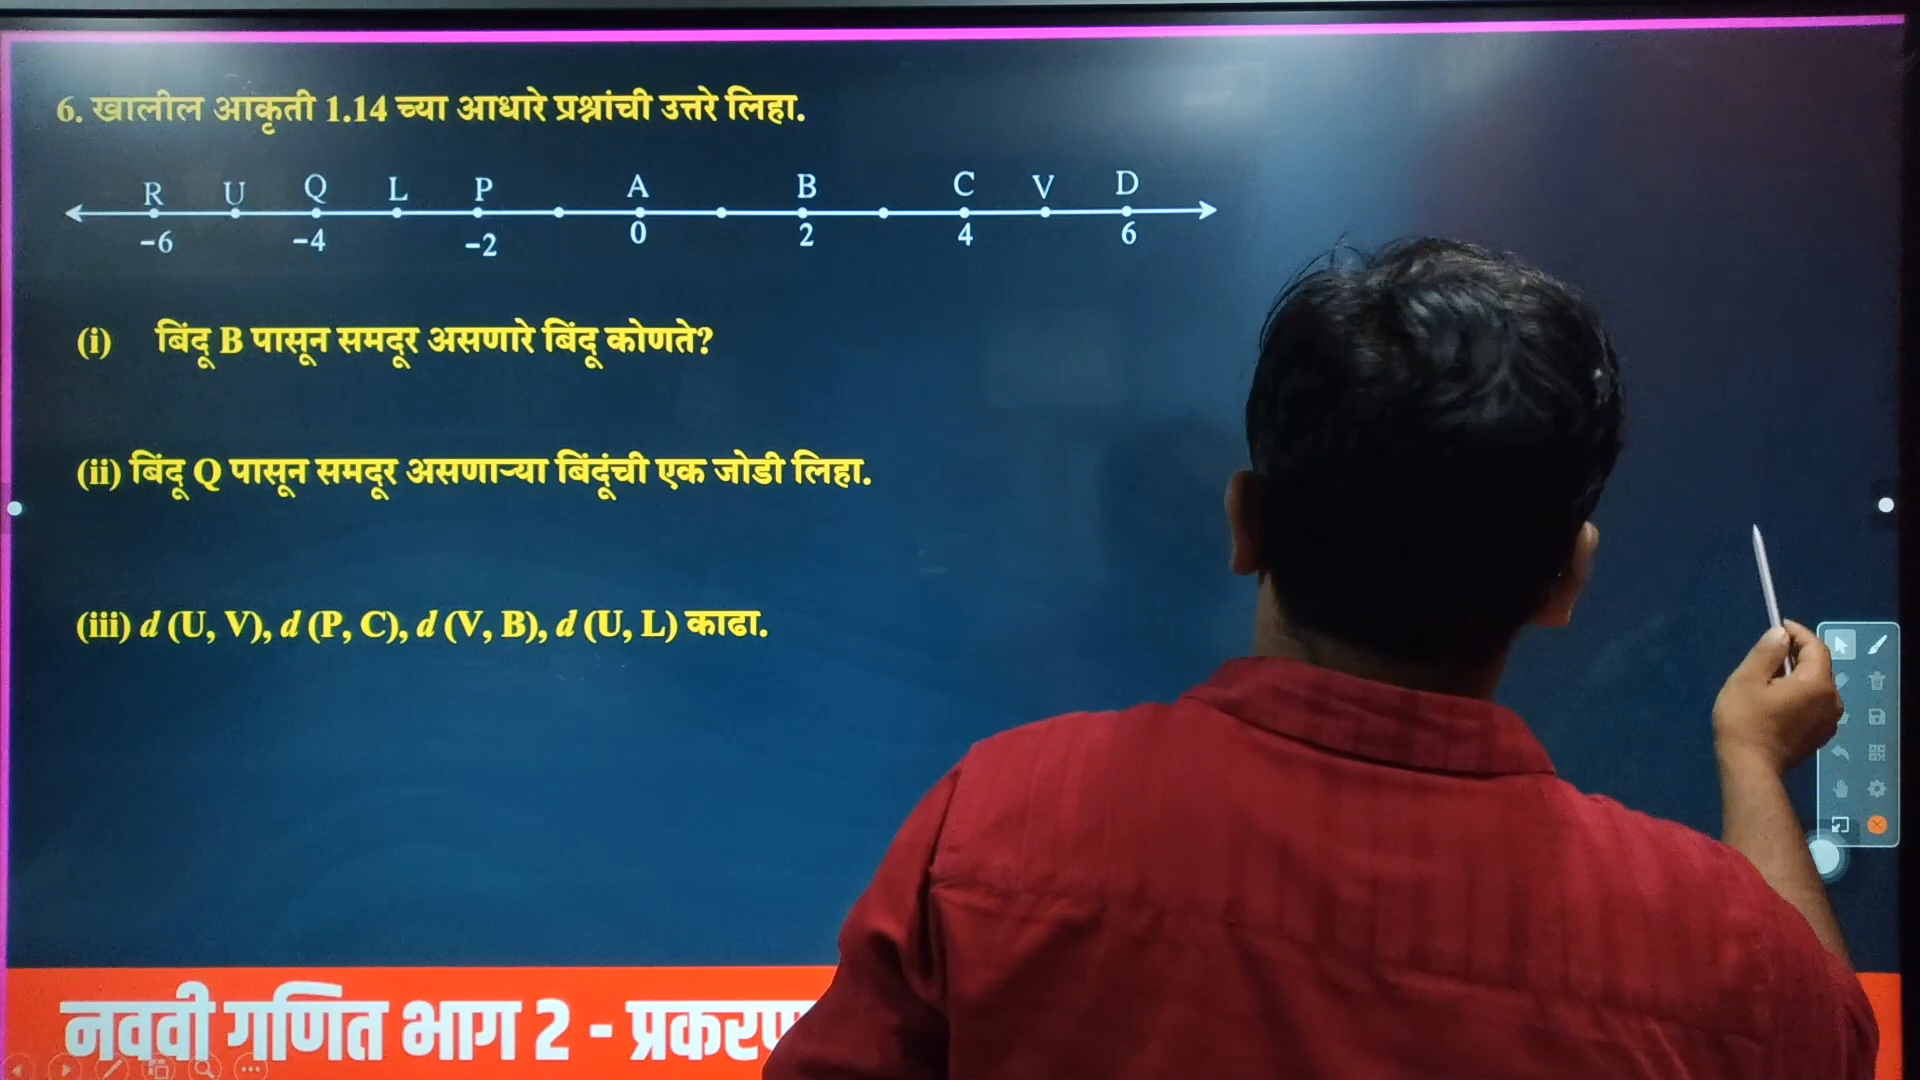 6. खालील आकृती 1.14 च्या आधारे प्रश्नांची उत्तरे लिहा.
R U Q L P A B C V D
-6 -4 -2 0 2 4 6
(i) बिंदू B पासून समदूर असणारे बिंदू कोणते?
(ii) बिंदू Q पासून समदूर असणाऱ्या बिंदूंची एक जोडी लिहा.
(iii) d (U, V), d (P, C), d (V, B), d (U, L) काढा.
नववी गणित भाग 2 -